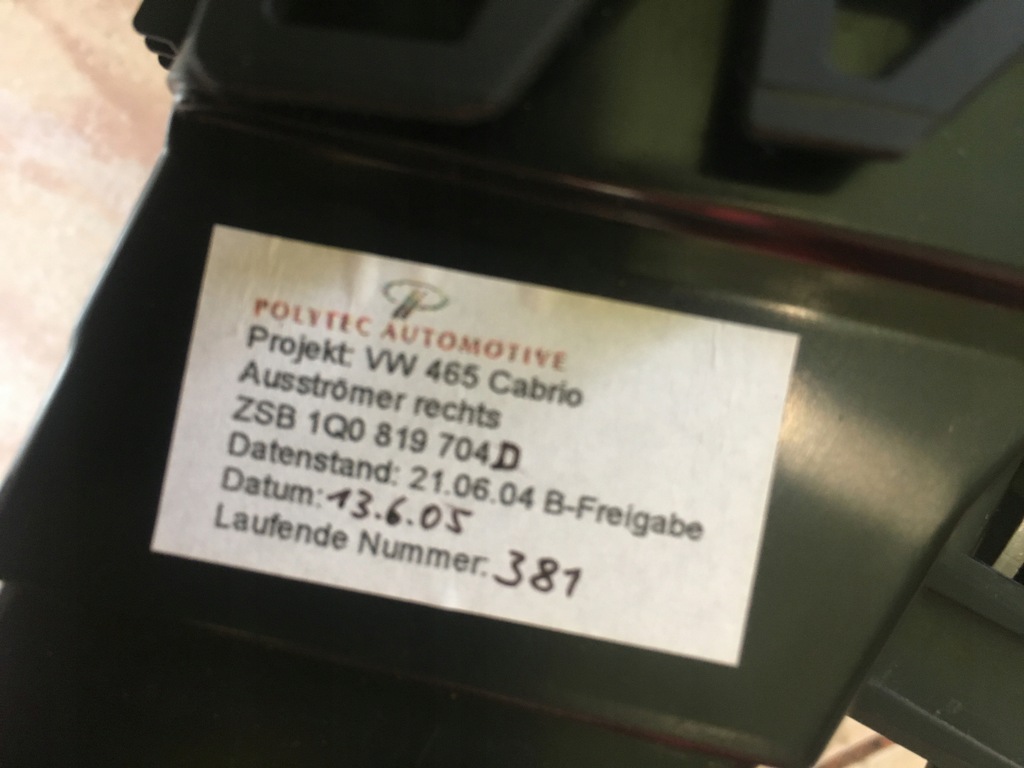 POLYTEC AUTOMOTIVE
Projekt: VW 465 Cabrio
Ausströmer rechts
ZSB 1Q0 819 704D
Datenstand: 21.06.04 B-Freigabe
Datum: 13.6.05
Laufende Nummer: 381